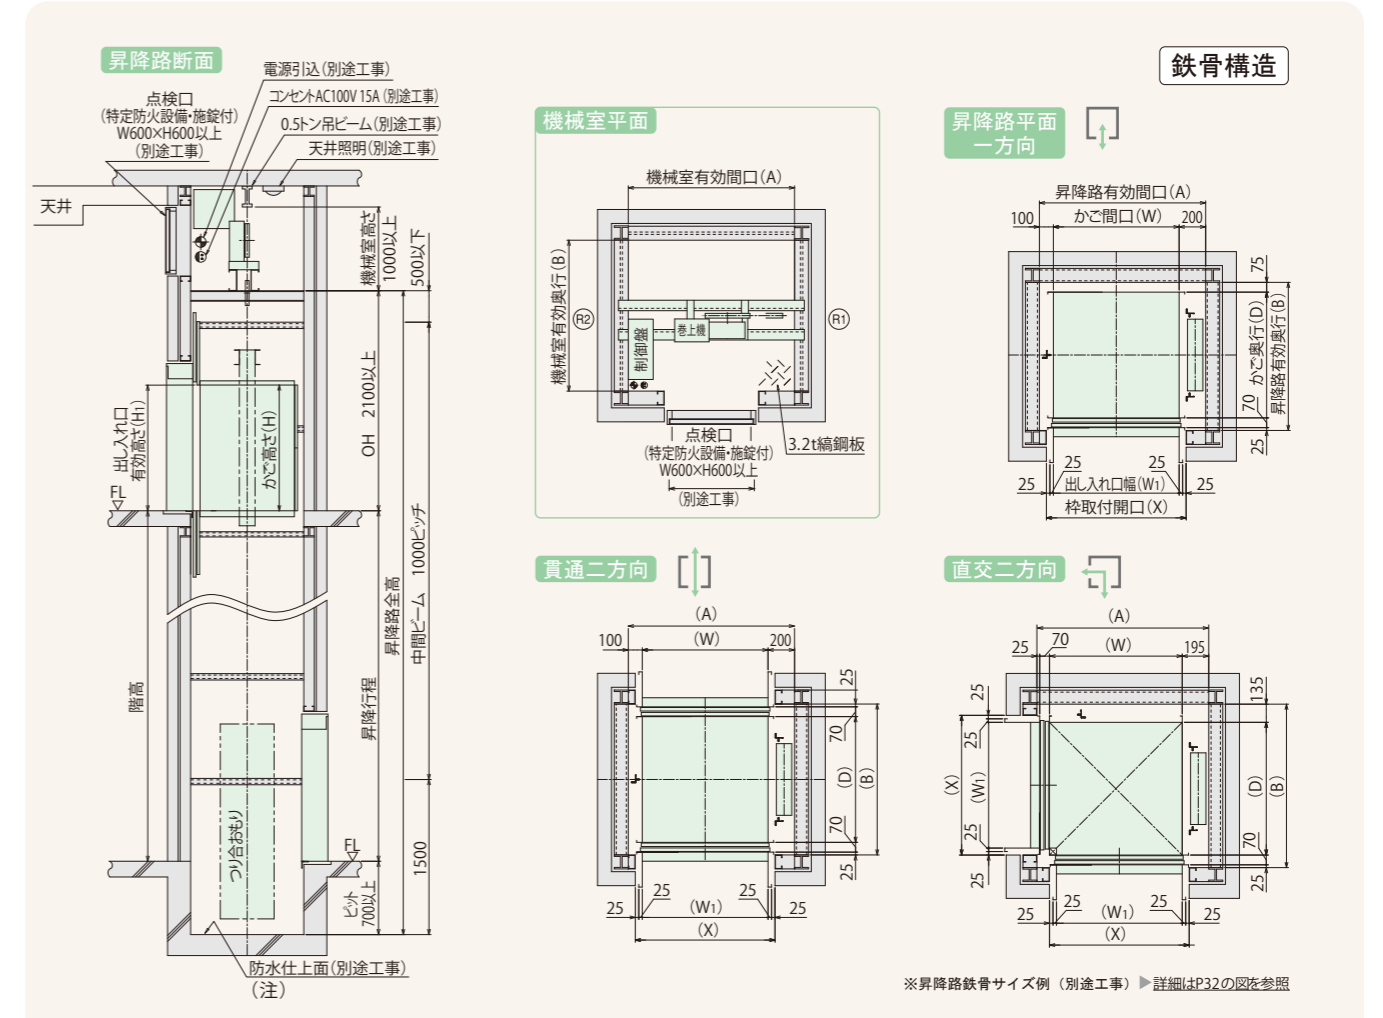 昇降路断面
電源引込(別途工事)
コンセントAC100V 15A(別途工事)
0.5トン吊ビーム(別途工事)
天井照明(別途工事)
点検口
(特定防火設備・施錠付)
W600×H600以上
(別途工事)
天井
機械室高さ
1000以上
500以下
OH 2100以上
出し入れ口
有効高さ(H1)
かご高さ(H)
FL
中間ビーム 1000ピッチ
昇降路全高
昇降行程
階高
つり合おもり
FL
1500
ピット
700以上
防水仕上面(別途工事)
(注)
機械室平面
機械室有効間口(A)
機械室有効奥行(B)
R2
R1
制御盤
巻上機
点検口
(特定防火設備・施錠付)
W600×H600以上
(別途工事)
3.2t縞鋼板
鉄骨構造
昇降路平面
一方向
昇降路有効間口(A)
100
かご間口(W)
200
75
かご奥行(D)
昇降路有効奥行(B)
70
25
25
25
25
出し入れ口幅(W1)
25
枠取付開口(X)
貫通二方向
(A)
100
(W)
200
25
70
(D)
(B)
70
25
25
25
25
(W1)
25
(X)
直交二方向
(A)
25
70
(W)
195
135
25
25
(X)
(W1)
25
25
(D)
(B)
70
25
25
25
25
(W1)
25
(X)
※昇降路鉄骨サイズ例(別途工事)▶詳細はP32の図を参照